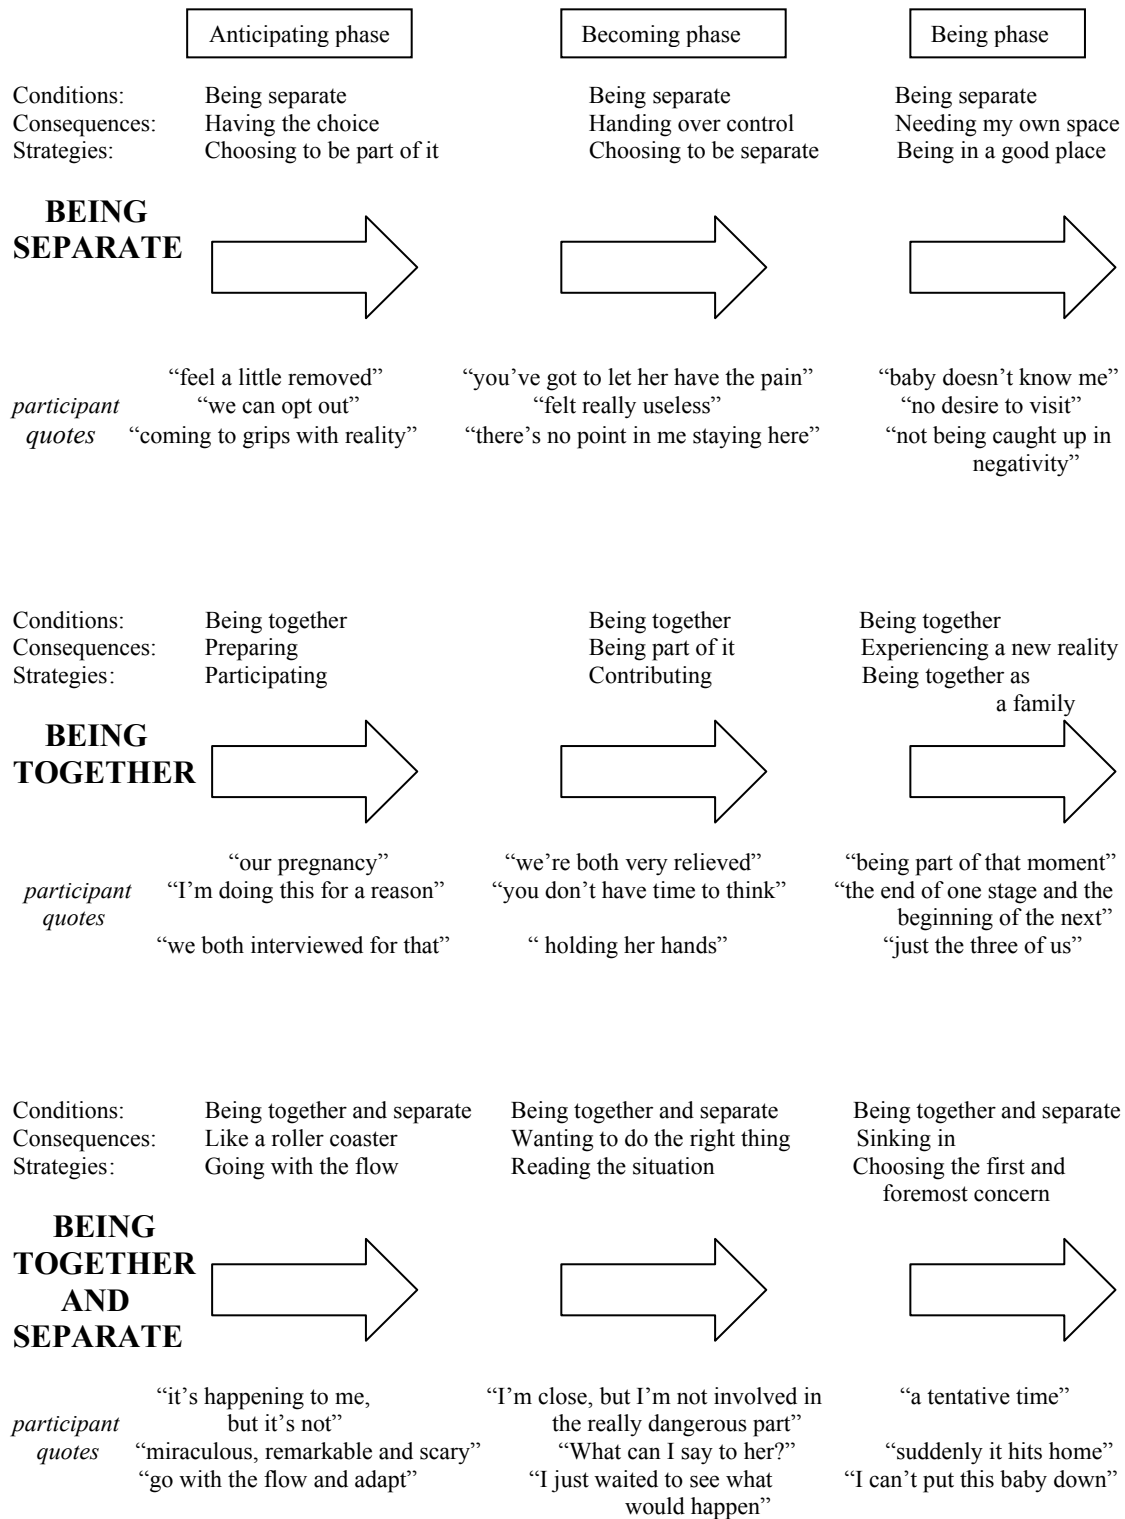 Anticipating phase Becoming phase Being phase
Conditions: Being separate Being separate Being separate
Consequences: Having the choice Handing over control Needing my own space
Strategies: Choosing to be part of it Choosing to be separate Being in a good place
BEING
SEPARATE
“feel a little removed” “you’ve got to let her have the pain” “baby doesn’t know me”
participant “we can opt out” “felt really useless” “no desire to visit”
quotes “coming to grips with reality” “there’s no point in me staying here” “not being caught up in
negativity”
Conditions: Being together Being together Being together
Consequences: Preparing Being part of it Experiencing a new reality
Strategies: Participating Contributing Being together as
a family
BEING
TOGETHER
“our pregnancy” “we’re both very relieved” “being part of that moment”
participant “I’m doing this for a reason” “you don’t have time to think” “the end of one stage and the
quotes beginning of the next”
“we both interviewed for that” “ holding her hands” “just the three of us”
Conditions: Being together and separate Being together and separate Being together and separate
Consequences: Like a roller coaster Wanting to do the right thing Sinking in
Strategies: Going with the flow Reading the situation Choosing the first and
foremost concern
BEING
TOGETHER
AND
SEPARATE
“it’s happening to me, “I’m close, but I’m not involved in “a tentative time”
participant but it’s not” the really dangerous part”
quotes “miraculous, remarkable and scary” “What can I say to her?” “suddenly it hits home”
“go with the flow and adapt” “I just waited to see what “I can’t put this baby down”
would happen”